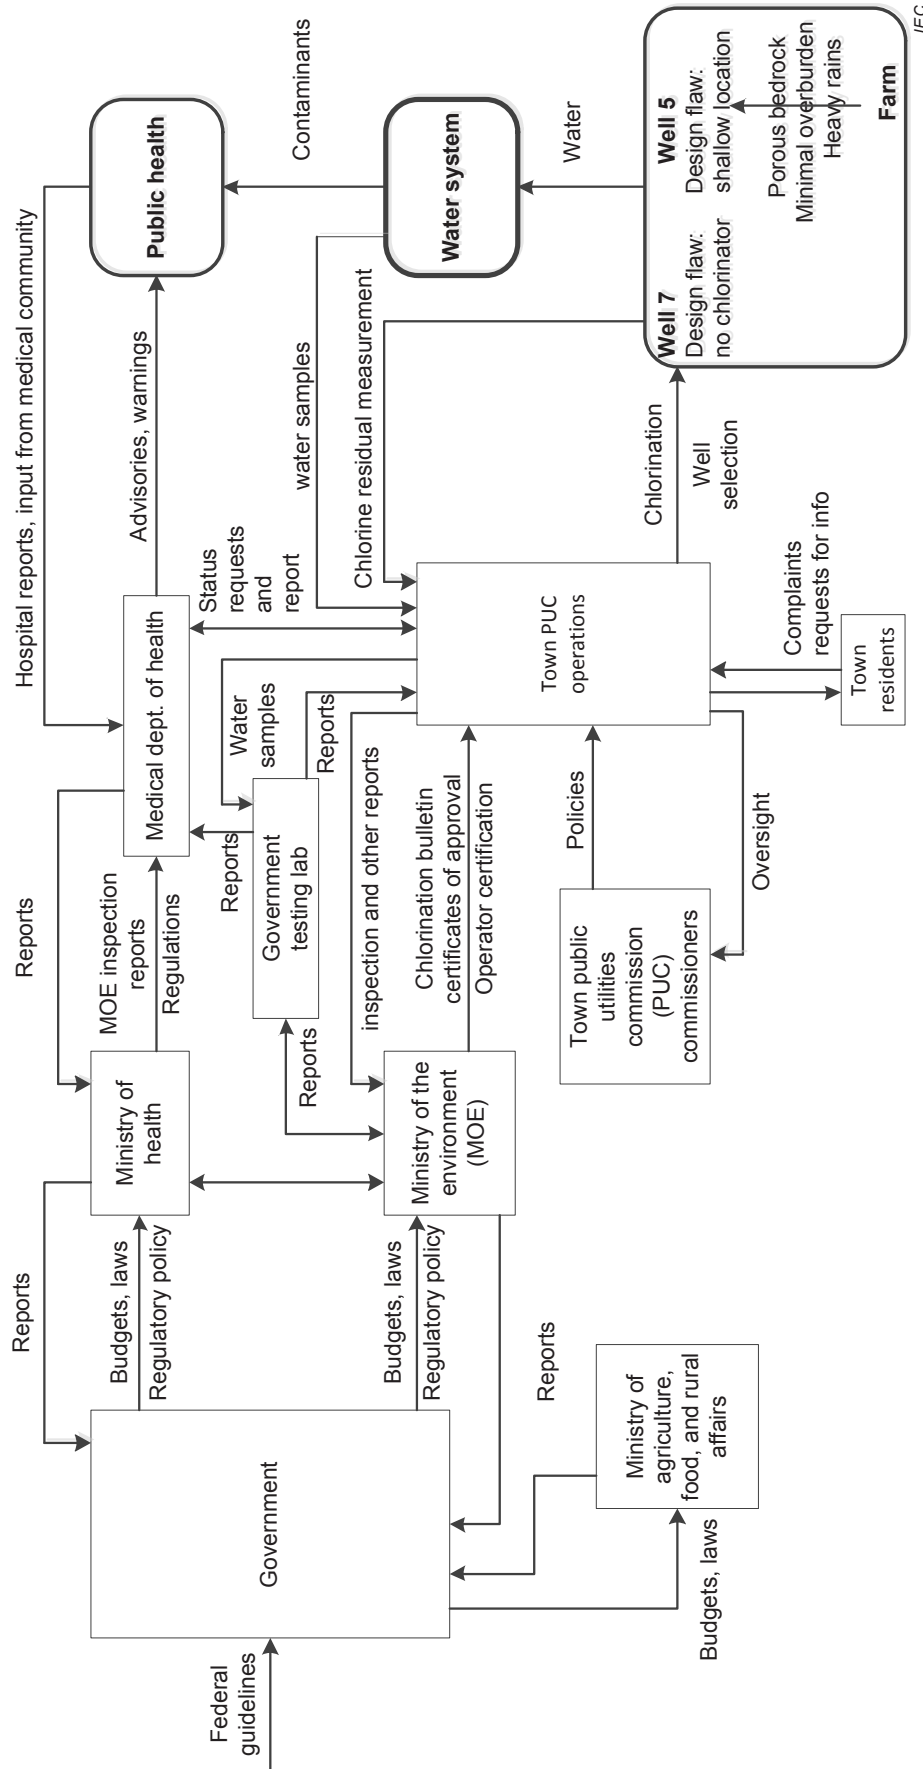 Federal
guidelines
Government
Reports
Budgets, laws
Regulatory policy
Budgets, laws
Regulatory policy
Reports
Budgets, laws
Ministry of
agriculture,
food, and rural
affairs
Ministry of
health
Ministry of the
environment
(MOE)
Reports
MOE inspection
reports
Regulations
Reports
Government
testing lab
Reports
Water
samples
Reports
inspection and other reports
Chlorination bulletin
certificates of approval
Operator certification
Town public
utilities
commission
(PUC)
commissioners
Policies
Oversight
Hospital reports, input from medical community
Medical dept. of health
Advisories, warnings
Status
requests
and
report
water samples
Chlorine residual measurement
Town PUC
operations
Chlorination
Well
selection
Complaints
requests for info
Town
residents
Public health
Contaminants
Water system
Water
Well 7
Design flaw:
no chlorinator
Well 5
Design flaw:
shallow location
Porous bedrock
Minimal overburden
Heavy rains
Farm
IEC